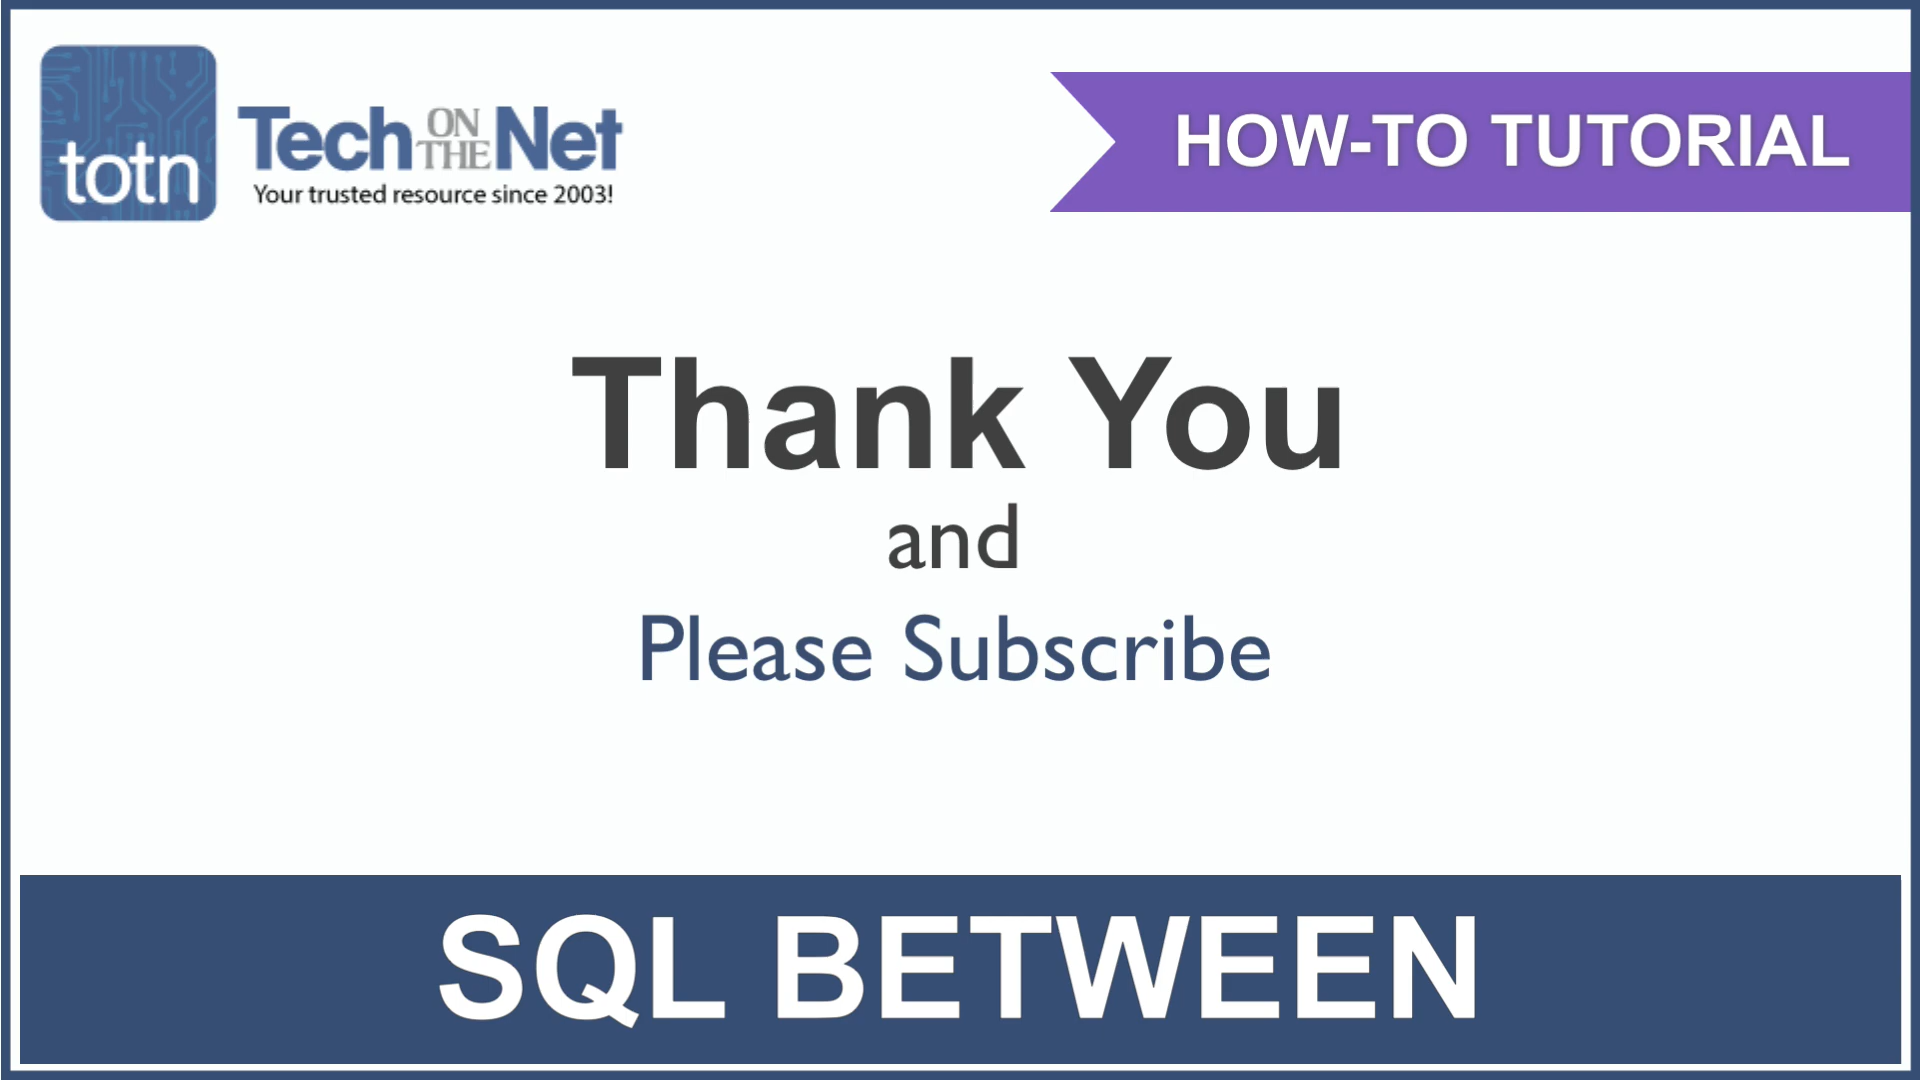 totn
Tech ON THE Net
Your trusted resource since 2003!
HOW-TO TUTORIAL
Thank You
and
Please Subscribe
SQL BETWEEN